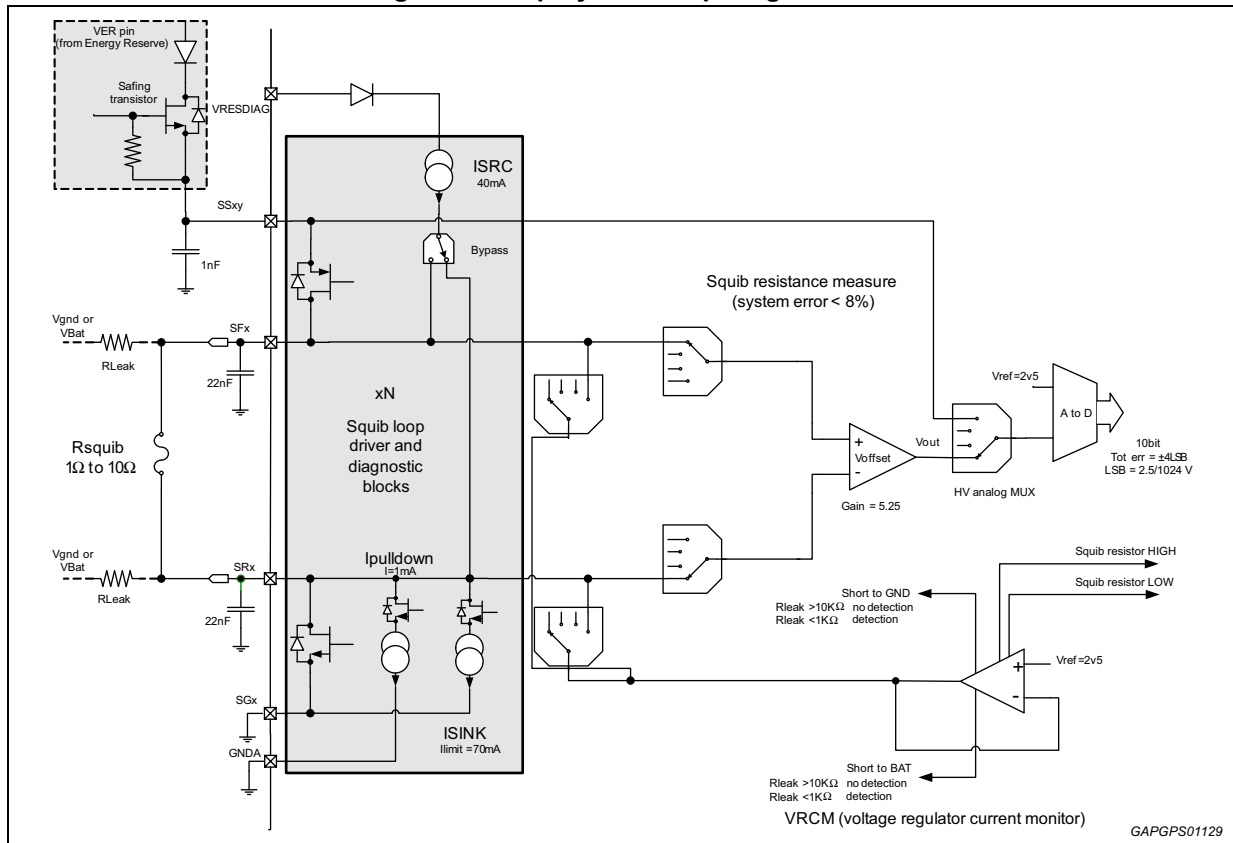 VER pin
(from Energy Reserve)
Safing
transistor
VRESDIAG
ISRC
40mA
SSxy
Bypass
1nF
Squib resistance measure
(system error < 8%)
Vgnd or
VBat
SFx
RLeak
22nF
xN
Squib loop
driver and
diagnostic
blocks
Rsquib
1Ω to 10Ω
Vref=2v5
A to D
+
Voffset
-
Vout
10bit
Tot err = ±4LSB
LSB = 2.5/1024 V
HV analog MUX
Gain = 5.25
Vgnd or
VBat
SRx
RLeak
22nF
Ipulldown
I=1mA
Squib resistor HIGH
Squib resistor LOW
Short to GND
Rleak >10KΩ no detection
Rleak <1KΩ detection
+
Vref=2v5
-
SGx
GNDA
ISINK
Ilimit =70mA
Short to BAT
Rleak >10KΩ no detection
Rleak <1KΩ detection
VRCM (voltage regulator current monitor)
GAPGPS01129